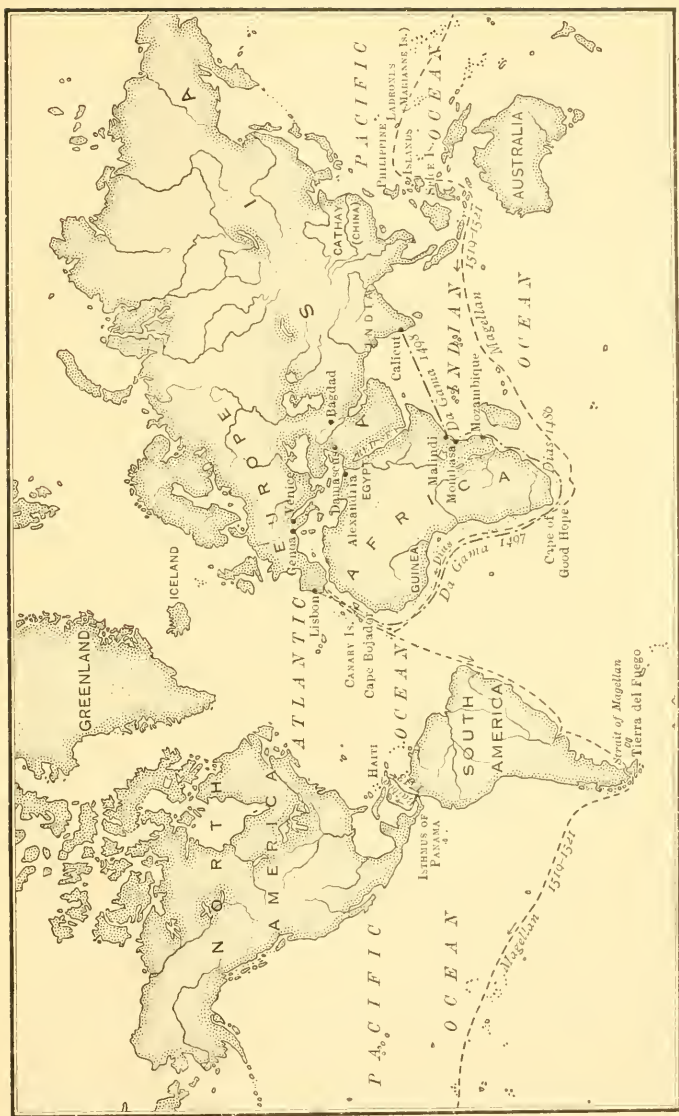 GREENLAND
ICELAND
NORTH
AMERICA
ATLANTIC
OCEAN
EUROPE
ASIA
Genoa
Venice
Lisbon
CANARY Is.
Cape Bojador
Bagdad
Damascus
Alexandria
EGYPT
AFRICA
GUINEA
INDIA
CATHAY
(CHINA)
Calicut
Malindi
Mombasa
Mozambique
PACIFIC
OCEAN
PHILIPPINE
ISLANDS
LADRONES
MARIANNE Is.)
SPICE Is.
AUSTRALIA
INDIAN
OCEAN
Da Gama
1498
Magellan
1519-1521
Dias
Da Gama
1497
Dias 1486
Cape of
Good Hope
HAITI
ISTHMUS OF
PANAMA
SOUTH
AMERICA
Strait of Magellan
Tierra del Fuego
PACIFIC
OCEAN
Magellan
1519-1521